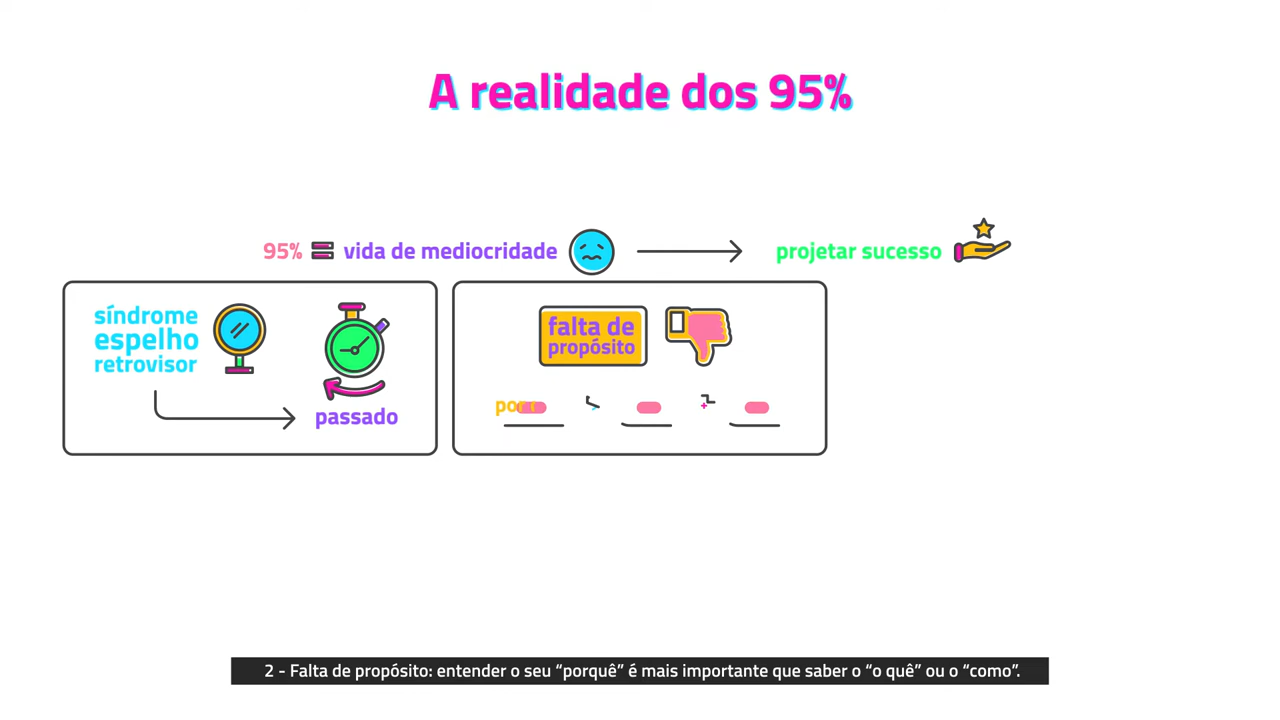 A realidade dos 95%
95% = vida de mediocridade
projetar sucesso
síndrome
espelho
retrovisor
passado
falta de
propósito
2 - Falta de propósito: entender o seu “porquê” é mais importante que saber o “o quê” ou o “como”.